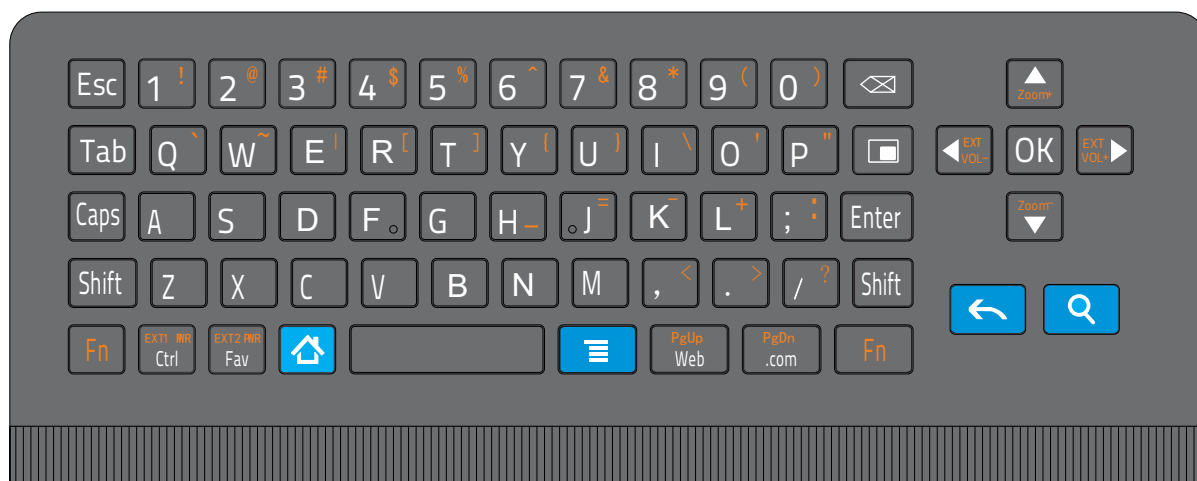 Esc 1 ! 2 @ 3 # 4 $ 5 % 6 ^ 7 & 8 * 9 ( 0 ) Zoom+
Tab Q ` W ~ E | R [ T ] Y { U } I \ O ' P " EXT VOL- OK EXT VOL+
Caps A S D F G H _ J = K - L + ; : Enter Zoom-
Shift Z X C V B N M , < . > / ? Shift
Fn EXT1 PWR Ctrl EXT2 PWR Fav PgUp Web PgDn .com Fn